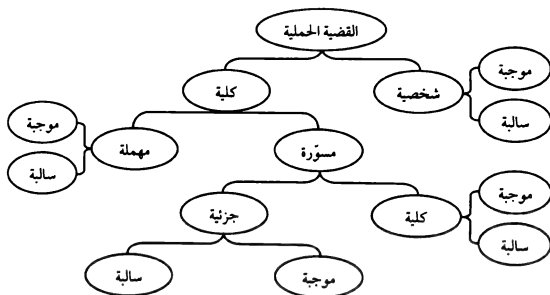 القضية الحملية
موجبة
شخصية
كلية
سالبة
موجبة
مهملة
مسوّرة
سالبة
موجبة
جزئية
كلية
سالبة
موجبة
سالبة